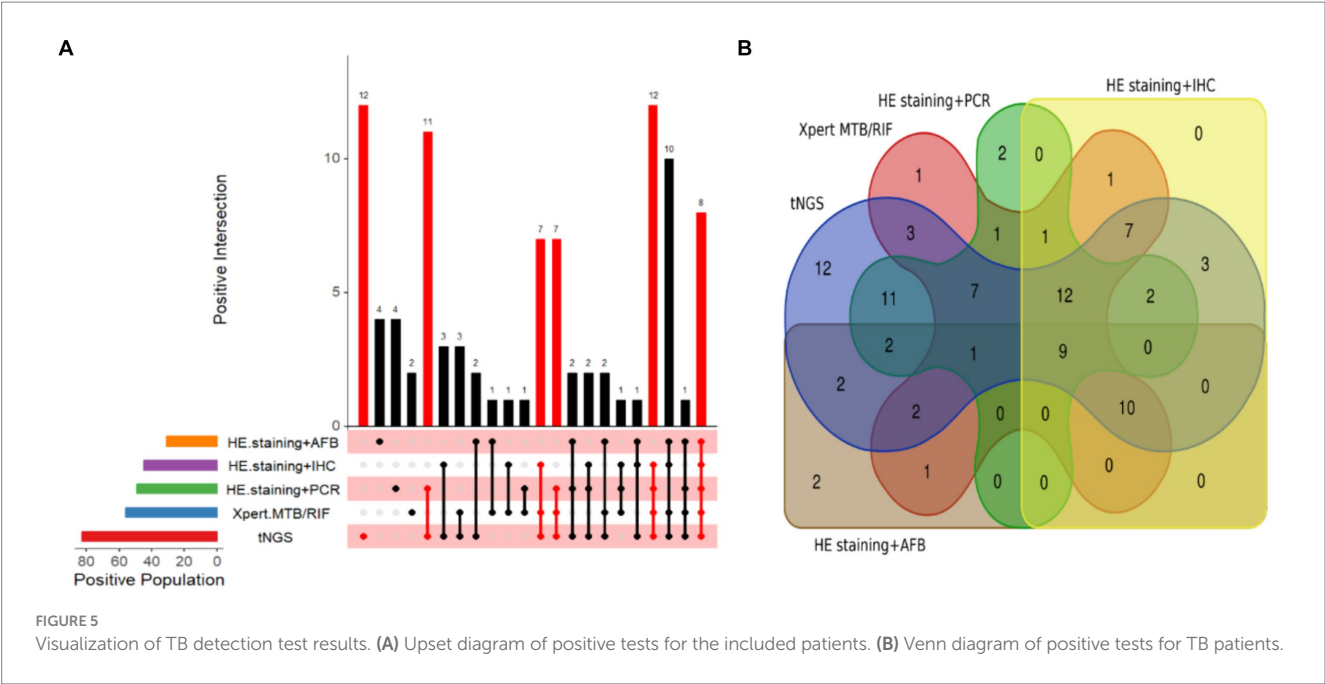 A
B
12
11
12
10
8
7
7
4
4
3
3
2
2
2
2
2
1
1
1
1
1
1
10
5
0
Positive Intersection
HE.staining+AFB
HE.staining+IHC
HE.staining+PCR
Xpert.MTB/RIF
tNGS
80 60 40 20 0
Positive Population
HE staining+IHC
HE staining+PCR
Xpert MTB/RIF
tNGS
2 0 0
1 1
3 1 1 7
12 3
11 7 12 2
2 1 9 0
2 0
2 0 0 10
1 0
2 0 0 0
HE staining+AFB
FIGURE 5
Visualization of TB detection test results. (A) Upset diagram of positive tests for the included patients. (B) Venn diagram of positive tests for TB patients.